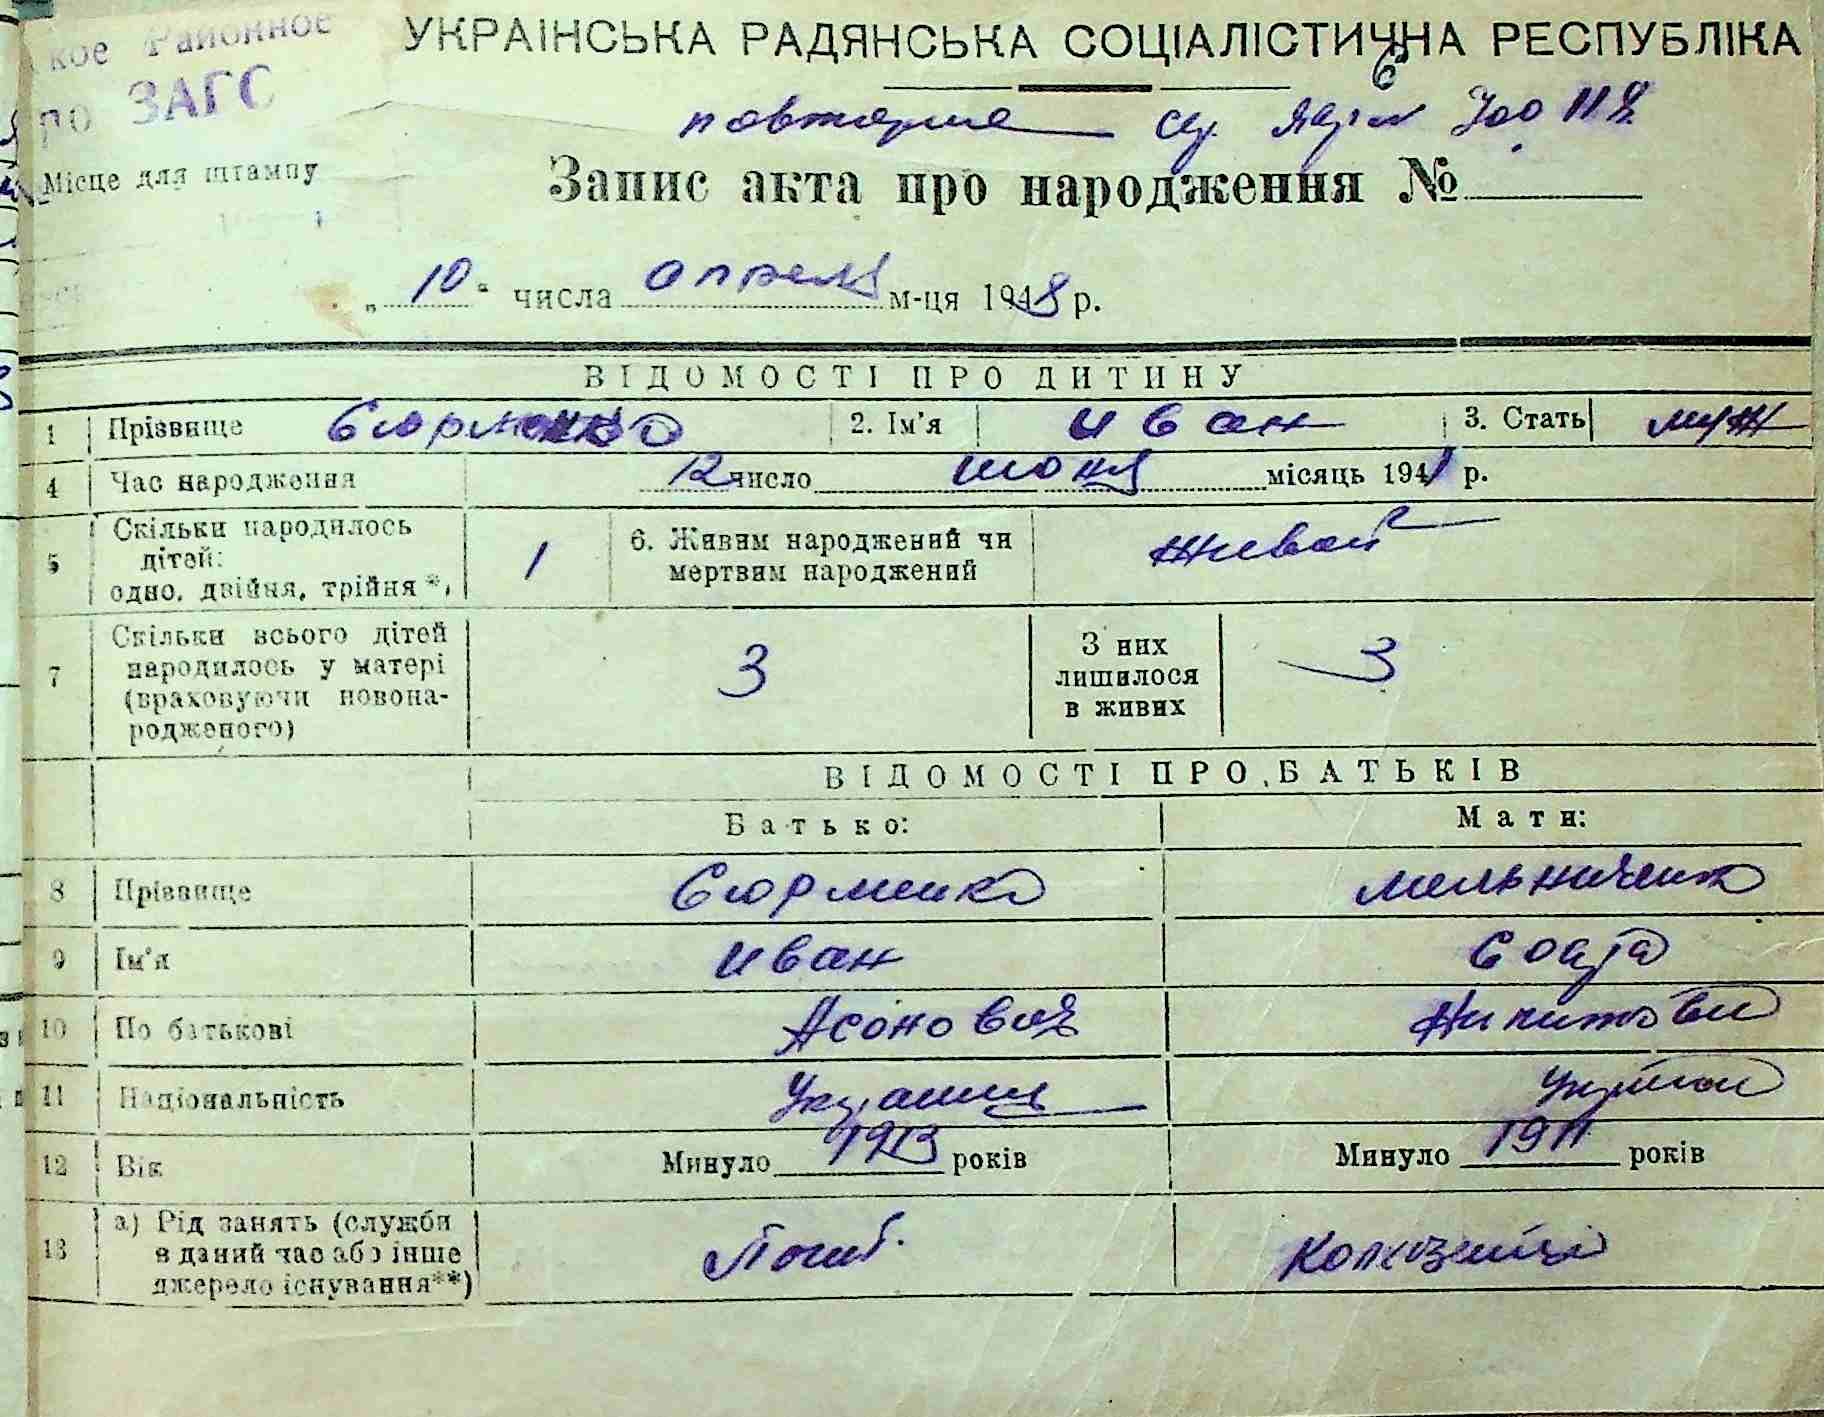 кое Районное
по ЗАГС
УКРАЇНСЬКА РАДЯНСЬКА СОЦІАЛІСТИЧНА РЕСПУБЛІКА
Місце для штампу
Запис акта про народження №
„10“ числа апреля м-ця 1948 р.
ВІДОМОСТІ ПРО ДИТИНУ
1 Прізвище 2. Ім'я Иван 3. Стать муж
4 Час народження 12 число июня місяць 1941 р.
5 Скільки народилось дітей: одно, двійня, трійня *) 1 6. Живим народжений чи мертвим народжений живой
7 Скільки всього дітей народилось у матері (враховуючи новонародженого) 3 З них лишилося в живих 3
ВІДОМОСТІ ПРО БАТЬКІВ
Батько: Мати:
8 Прізвище Мельниченко
9 Ім'я Иван
10 По батькові
11 Національність
12 Вік Минуло 1913 років Минуло 1911 років
13 а) Рід занять (служби в даний час або інше джерело існування**) Погиб.